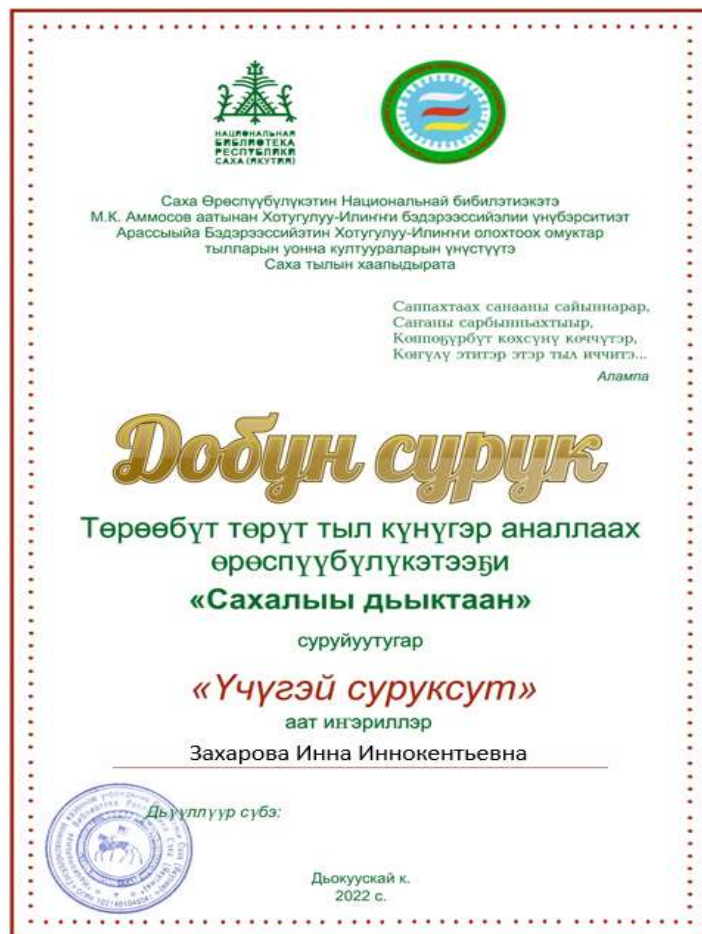 НАЦИОНАЛЬНАЯ
БИБЛИОТЕКА
РЕСПУБЛИКИ
САХА (ЯКУТИЯ)
Саха Өрөспүүбүлүкэтин Национальнай бибилэтиэкэтэ
М.К. Аммосов аатынан Хотугулуу-Илиҥҥи бэдэрээссийэлии үнүбэрситиэт
Арассыыйа Бэдэрээссийэтин Хотугулуу-Илиҥҥи олохтоох омуктар
тылларын уонна култуураларын үнүстүүтэ
Саха тылын хаапыдырата
Саппахтаах санааны сайыннарар,
Саҥаны сарбынньахтыыр,
Көппөҕүрбүт көхсүнү көччүтэр,
Көҥүлү этитэр этэр тыл иччитэ...
Алампа
Добун сурук
Төрөөбүт төрүт тыл күнүгэр аналлаах
өрөспүүбүлүкэтээҕи
«Сахалыы дьыктаан»
суруйуутугар
«Үчүгэй суруксут»
аат иҥэриллэр
Захарова Инна Иннокентьевна
Дьүүллүүр сүбэ:
Дьокуускай к.
2022 с.